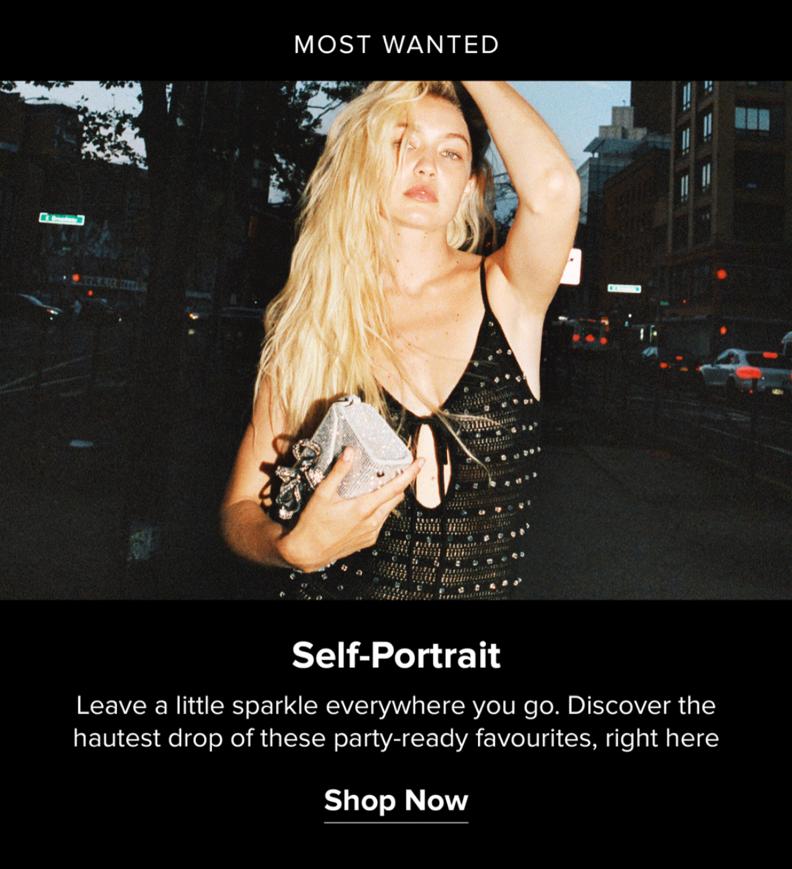 MOST WANTED
Self-Portrait
Leave a little sparkle everywhere you go. Discover the
hautest drop of these party-ready favourites, right here
Shop Now